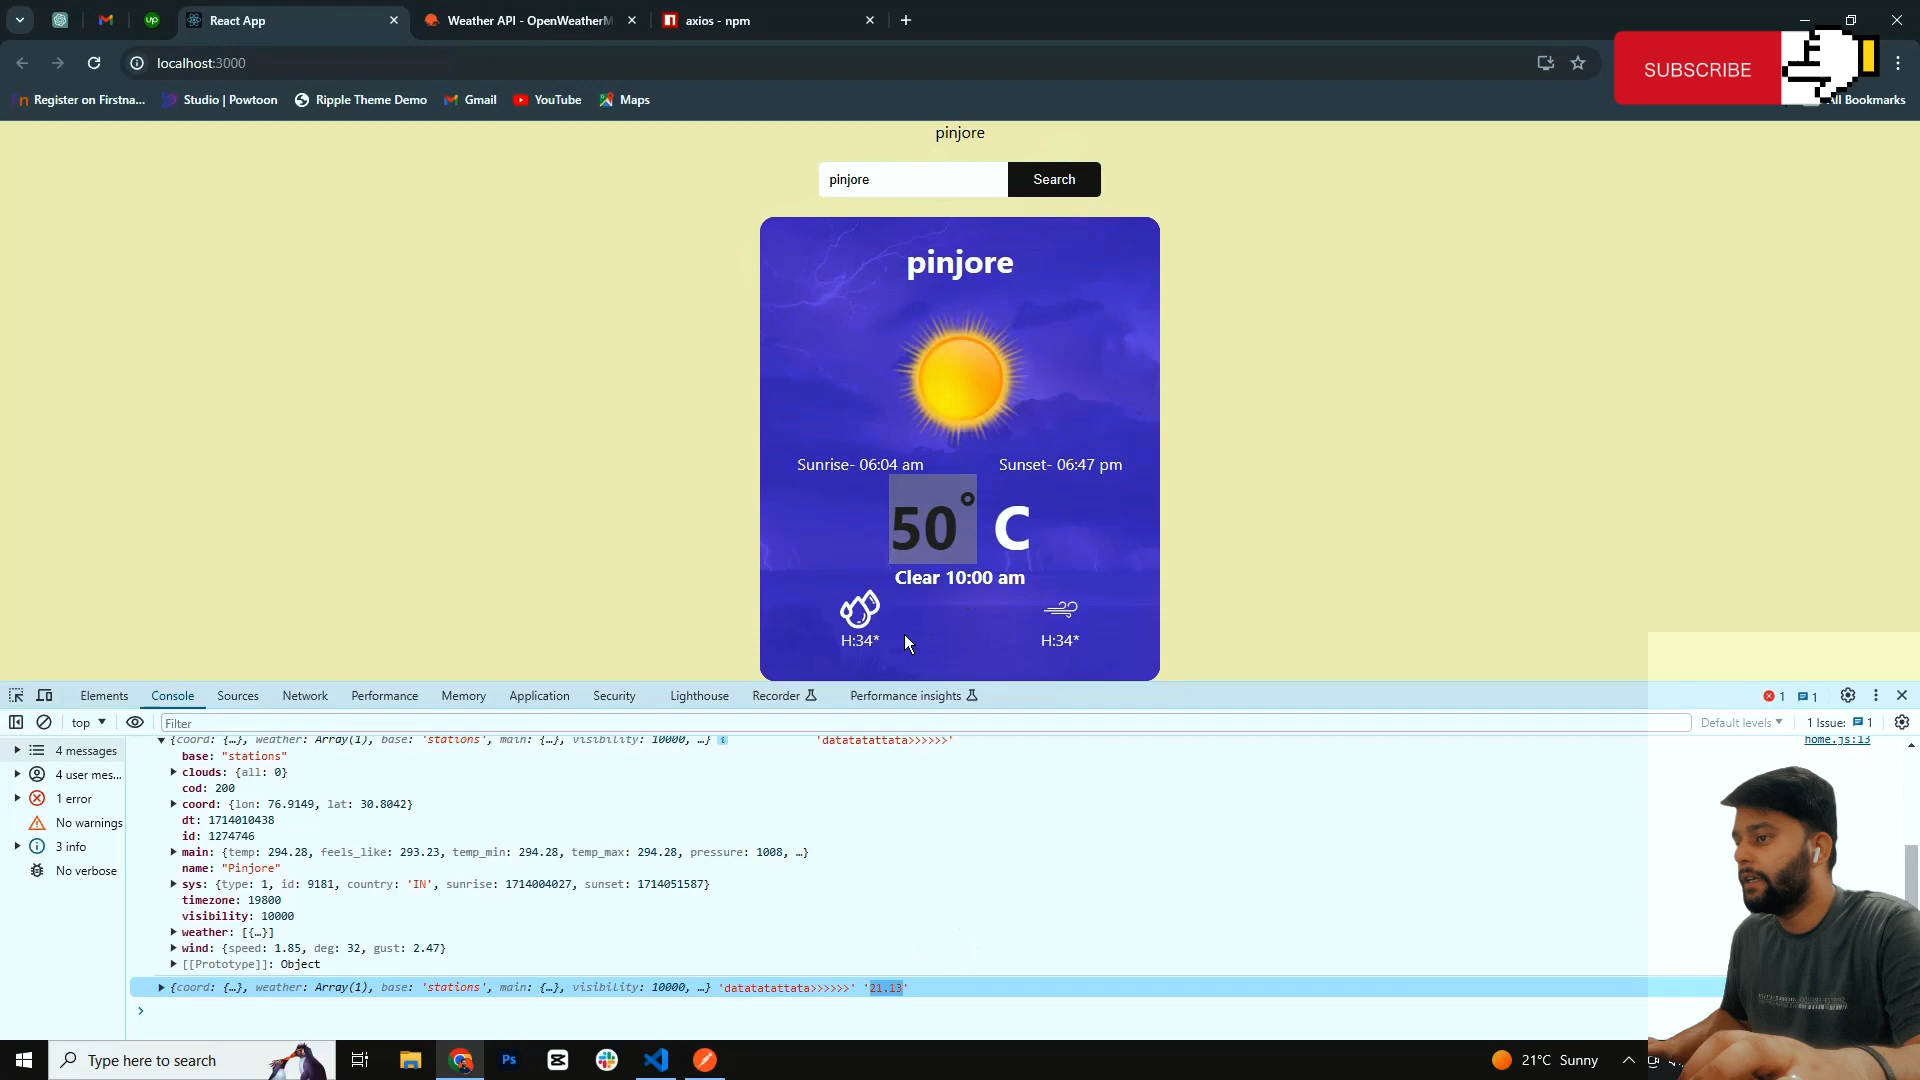 React App
Weather API - OpenWeatherM
axios - npm
localhost:3000
SUBSCRIBE
Register on Firstna...
Studio | Powtoon
Ripple Theme Demo
Gmail
YouTube
Maps
All Bookmarks
pinjore
pinjore
Search
pinjore
Sunrise- 06:04 am
Sunset- 06:47 pm
50° C
Clear 10:00 am
H:34*
H:34*
Elements
Console
Sources
Network
Performance
Memory
Application
Security
Lighthouse
Recorder
Performance insights
1
1
top
Filter
Default levels
1 Issue:
1
4 messages
4 user mes...
1 error
No warnings
3 info
No verbose
{coord: {…}, weather: Array(1), base: 'stations', main: {…}, visibility: 10000, …} 'datatatattata>>>>>>'
home.js:13
base: "stations"
clouds: {all: 0}
cod: 200
coord: {lon: 76.9149, lat: 30.8042}
dt: 1714010438
id: 1274746
main: {temp: 294.28, feels_like: 293.23, temp_min: 294.28, temp_max: 294.28, pressure: 1008, …}
name: "Pinjore"
sys: {type: 1, id: 9181, country: 'IN', sunrise: 1714004027, sunset: 1714051587}
timezone: 19800
visibility: 10000
weather: [{…}]
wind: {speed: 1.85, deg: 32, gust: 2.47}
[[Prototype]]: Object
{coord: {…}, weather: Array(1), base: 'stations', main: {…}, visibility: 10000, …} 'datatatattata>>>>>>' '21.13'
Type here to search
Ps
21°C Sunny